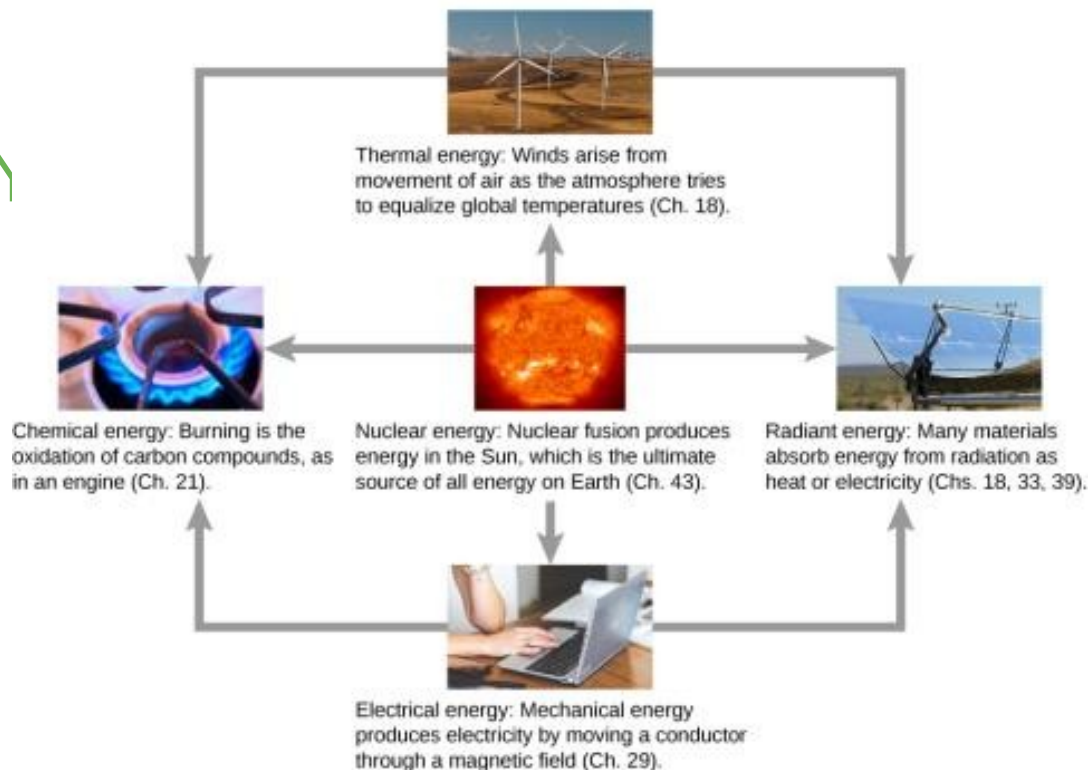 Thermal energy: Winds arise from
movement of air as the atmosphere tries
to equalize global temperatures (Ch. 18).
Chemical energy: Burning is the
oxidation of carbon compounds, as
in an engine (Ch. 21).
Nuclear energy: Nuclear fusion produces
energy in the Sun, which is the ultimate
source of all energy on Earth (Ch. 43).
Radiant energy: Many materials
absorb energy from radiation as
heat or electricity (Chs. 18, 33, 39).
Electrical energy: Mechanical energy
produces electricity by moving a conductor
through a magnetic field (Ch. 29).